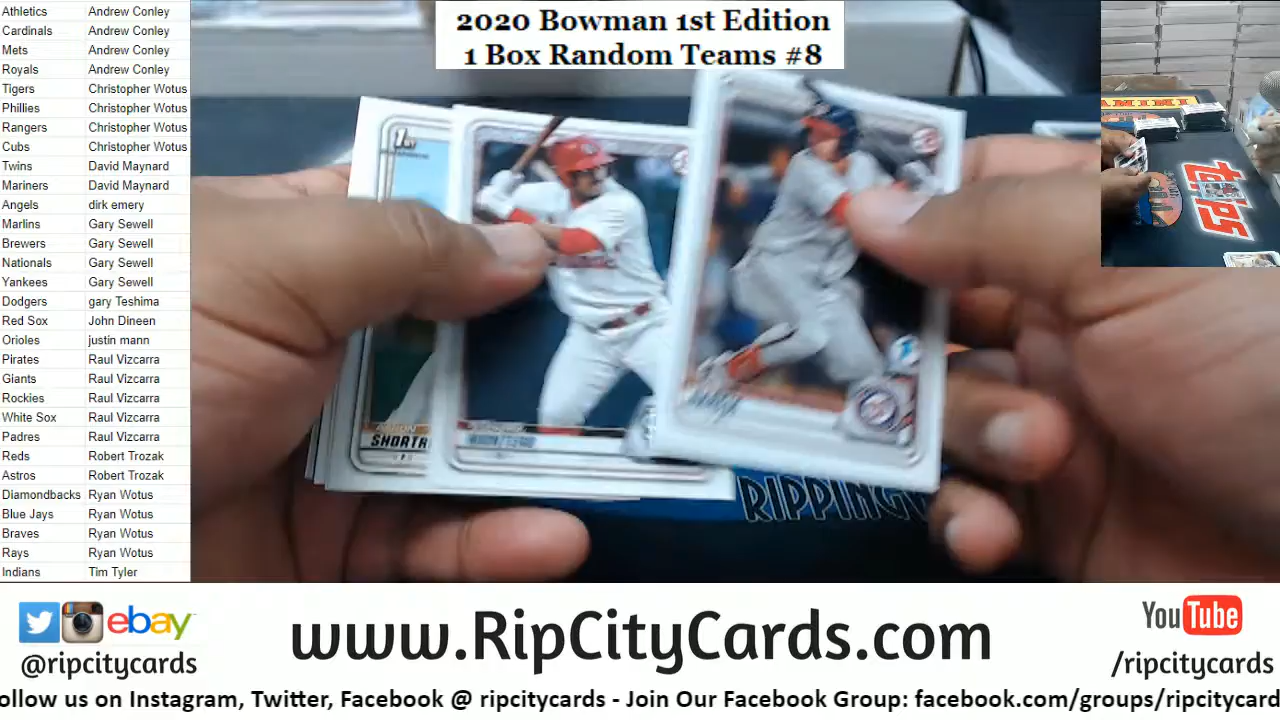 2020 Bowman 1st Edition
1 Box Random Teams #8
Athletics Andrew Conley
Cardinals Andrew Conley
Mets Andrew Conley
Royals Andrew Conley
Tigers Christopher Wotus
Phillies Christopher Wotus
Rangers Christopher Wotus
Cubs Christopher Wotus
Twins David Maynard
Mariners David Maynard
Angels dirk emery
Marlins Gary Sewell
Brewers Gary Sewell
Nationals Gary Sewell
Yankees Gary Sewell
Dodgers gary Teshima
Red Sox John Dineen
Orioles justin mann
Pirates Raul Vizcarra
Giants Raul Vizcarra
Rockies Raul Vizcarra
White Sox Raul Vizcarra
Padres Raul Vizcarra
Reds Robert Trozak
Astros Robert Trozak
Diamondbacks Ryan Wotus
Blue Jays Ryan Wotus
Braves Ryan Wotus
Rays Ryan Wotus
Indians Tim Tyler
1ST
AARON
SHORT
RIPPING
ebay
@ripcitycards
www.RipCityCards.com
YouTube
/ripcitycards
ollow us on Instagram, Twitter, Facebook @ ripcitycards - Join Our Facebook Group: facebook.com/groups/ripcitycard